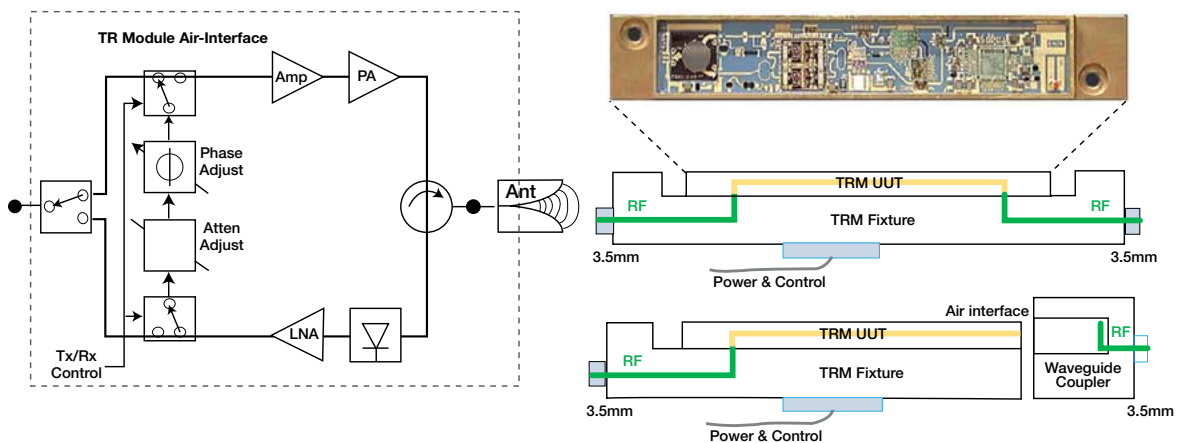 TR Module Air-Interface
Amp
PA
Phase
Adjust
Ant
Atten
Adjust
LNA
Tx/Rx
Control
TRM UUT
RF
RF
TRM Fixture
3.5mm
3.5mm
Power & Control
Air interface
TRM UUT
RF
RF
TRM Fixture
Waveguide
Coupler
3.5mm
3.5mm
Power & Control